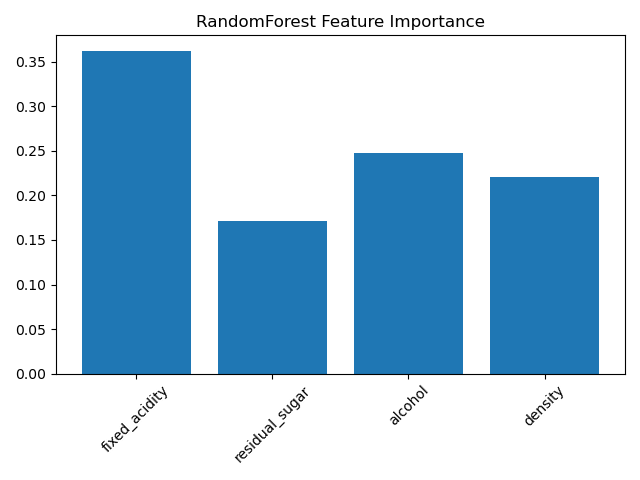 RandomForest Feature Importance
0.35
0.30
0.25
0.20
0.15
0.10
0.05
0.00
fixed_acidity
residual_sugar
alcohol
density